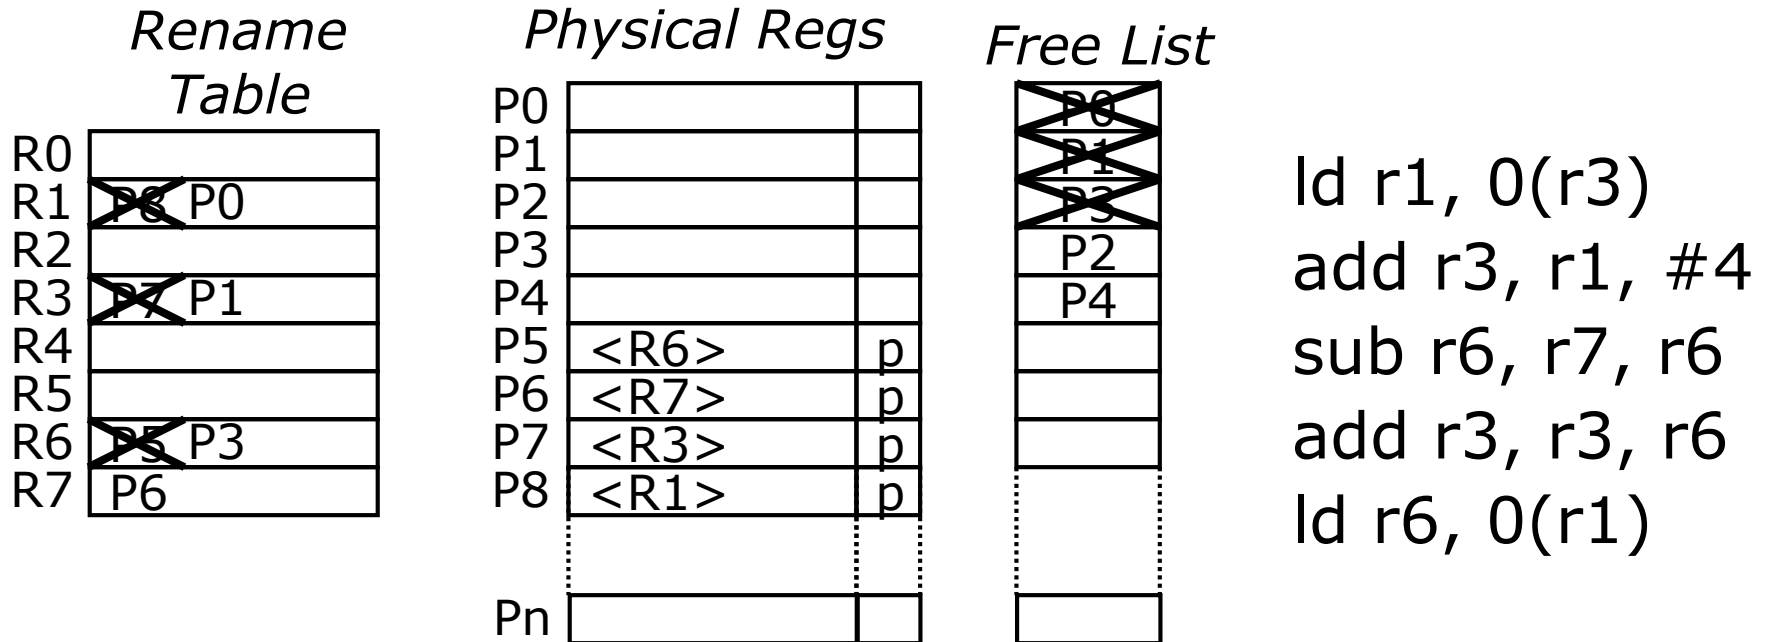 Rename
Table
R0
R1 P8 P0
R2
R3 P7 P1
R4
R5
R6 P5 P3
R7 P6
Physical Regs
P0
P1
P2
P3
P4
P5 <R6> p
P6 <R7> p
P7 <R3> p
P8 <R1> p
Pn
Free List
P0
P1
P3
P2
P4
ld r1, 0(r3)
add r3, r1, #4
sub r6, r7, r6
add r3, r3, r6
ld r6, 0(r1)